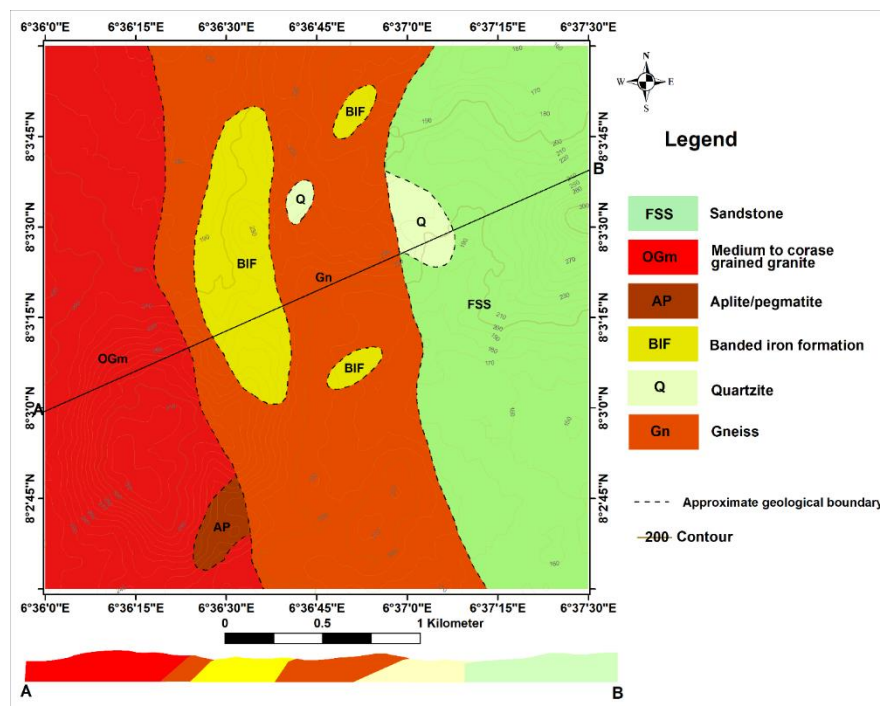 6°36'0"E 6°36'15"E 6°36'30"E 6°36'45"E 6°37'0"E 6°37'15"E 6°37'30"E
N
W E
S
8°3'45"N 8°3'45"N
8°3'30"N 8°3'30"N
8°3'15"N 8°3'15"N
8°3'0"N 8°3'0"N
8°2'45"N 8°2'45"N
BIF
B
Q
Q
BIF
Gn
FSS
OGm
BIF
A
AP
Legend
FSS Sandstone
OGm Medium to corase
grained granite
AP Aplite/pegmatite
BIF Banded iron formation
Q Quartzite
Gn Gneiss
Approximate geological boundary
200 Contour
6°36'0"E 6°36'15"E 6°36'30"E 6°36'45"E 6°37'0"E 6°37'15"E 6°37'30"E
0 0.5 1 Kilometer
A B